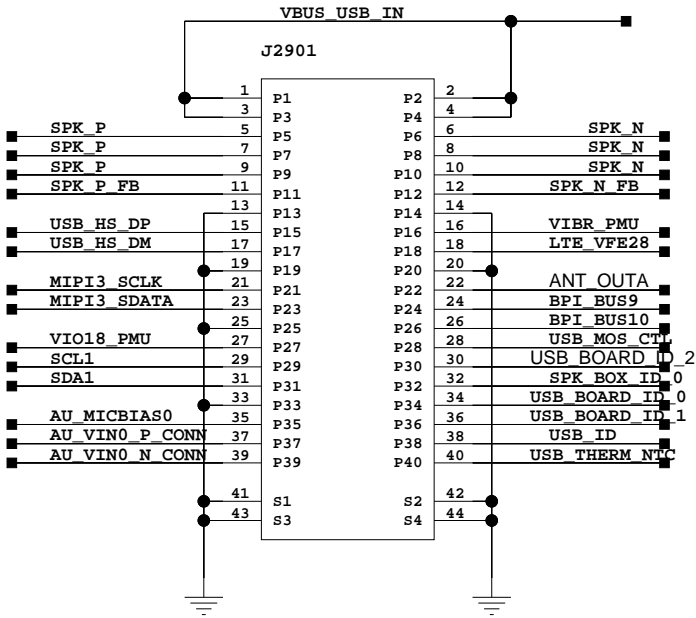 VBUS_USB_IN
J2901
1 P1 P2 2
3 P3 P4 4
SPK_P 5 P5 P6 6 SPK_N
SPK_P 7 P7 P8 8 SPK_N
SPK_P 9 P9 P10 10 SPK_N
SPK_P_FB 11 P11 P12 12 SPK_N_FB
13 P13 P14 14
USB_HS_DP 15 P15 P16 16 VIBR_PMU
USB_HS_DM 17 P17 P18 18 LTE_VFE28
19 P19 P20 20
MIPI3_SCLK 21 P21 P22 22 ANT_OUTA
MIPI3_SDATA 23 P23 P24 24 BPI_BUS9
25 P25 P26 26 BPI_BUS10
VIO18_PMU 27 P27 P28 28 USB_MOS_CTL
SCL1 29 P29 P30 30 USB_BOARD_ID_2
SDA1 31 P31 P32 32 SPK_BOX_ID_0
33 P33 P34 34 USB_BOARD_ID_0
AU_MICBIAS0 35 P35 P36 36 USB_BOARD_ID_1
AU_VIN0_P_CONN 37 P37 P38 38 USB_ID
AU_VIN0_N_CONN 39 P39 P40 40 USB_THERM_NTC
41 S1 S2 42
43 S3 S4 44